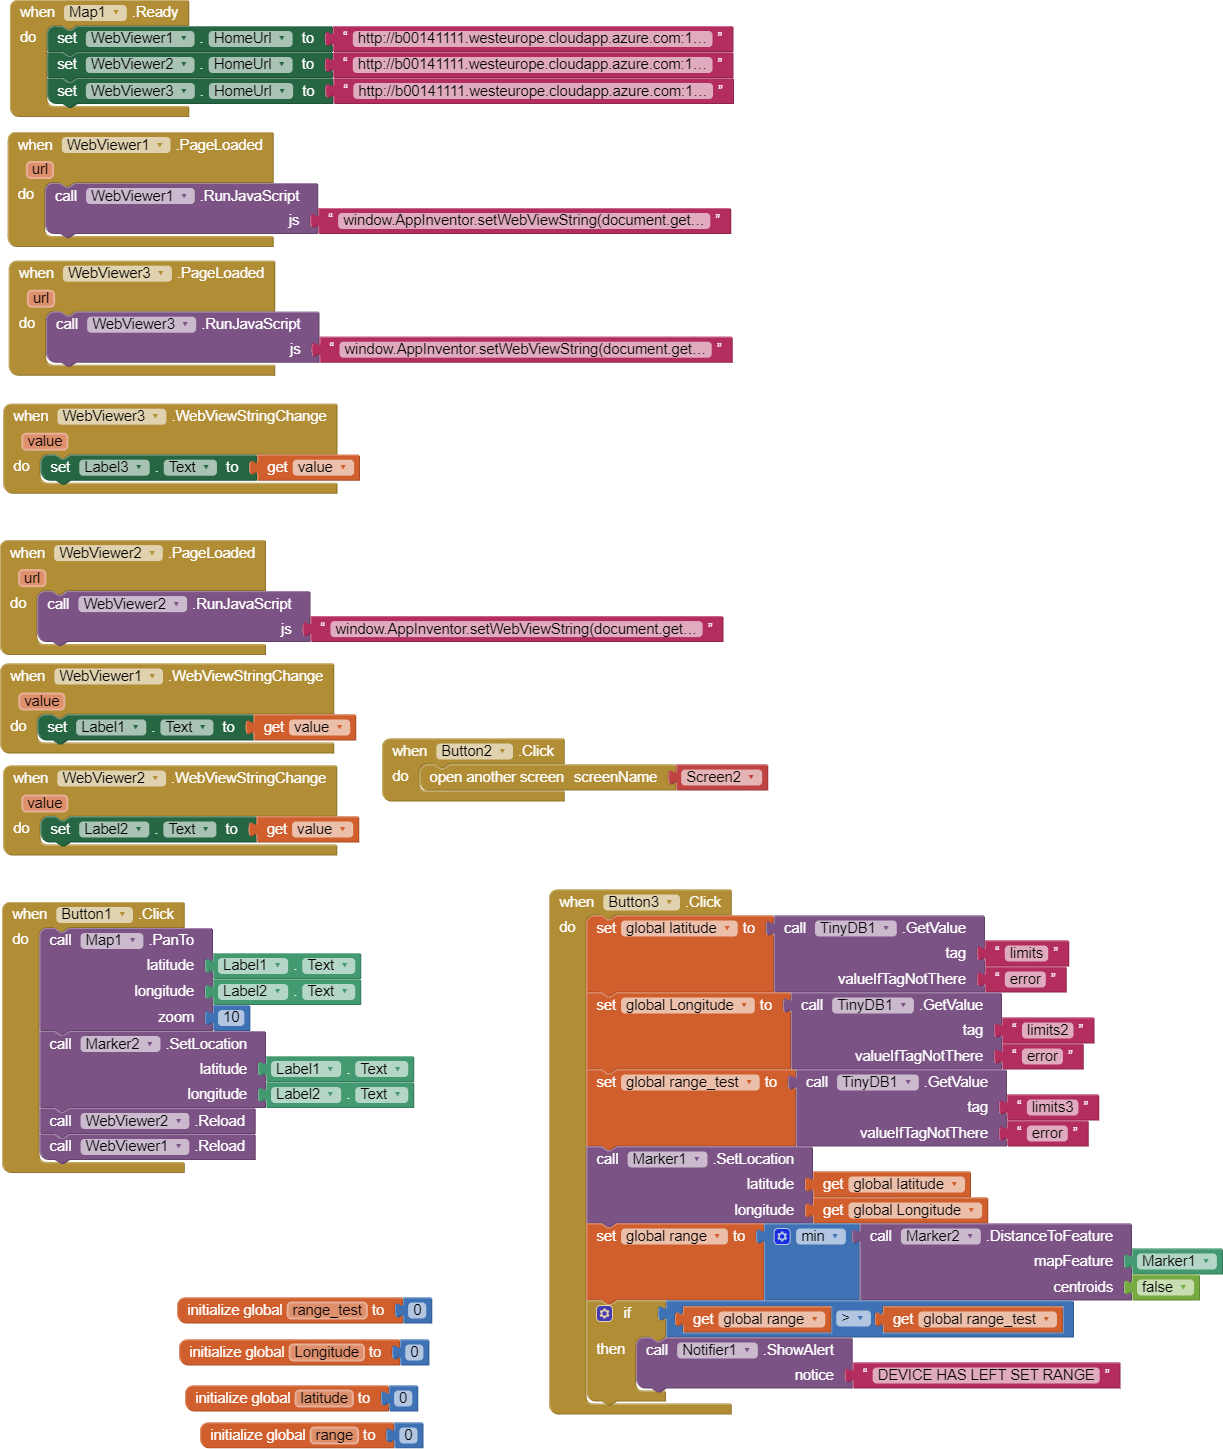 when Map1 .Ready
do set WebViewer1 . HomeUrl to “ http://b00141111.westeurope.cloudapp.azure.com:1... ”
set WebViewer2 . HomeUrl to “ http://b00141111.westeurope.cloudapp.azure.com:1... ”
set WebViewer3 . HomeUrl to “ http://b00141111.westeurope.cloudapp.azure.com:1... ”
when WebViewer1 .PageLoaded
url
do call WebViewer1 .RunJavaScript
js “ window.AppInventor.setWebViewString(document.get... ”
when WebViewer3 .PageLoaded
url
do call WebViewer3 .RunJavaScript
js “ window.AppInventor.setWebViewString(document.get... ”
when WebViewer3 .WebViewStringChange
value
do set Label3 . Text to get value
when WebViewer2 .PageLoaded
url
do call WebViewer2 .RunJavaScript
js “ window.AppInventor.setWebViewString(document.get... ”
when WebViewer1 .WebViewStringChange
value
do set Label1 . Text to get value
when WebViewer2 .WebViewStringChange
value
do set Label2 . Text to get value
when Button2 .Click
do open another screen screenName Screen2
when Button1 .Click
do call Map1 .PanTo
latitude Label1 . Text
longitude Label2 . Text
zoom 10
call Marker2 .SetLocation
latitude Label1 . Text
longitude Label2 . Text
call WebViewer2 .Reload
call WebViewer1 .Reload
when Button3 .Click
do set global latitude to call TinyDB1 .GetValue
tag “ limits ”
valueIfTagNotThere “ error ”
set global Longitude to call TinyDB1 .GetValue
tag “ limits2 ”
valueIfTagNotThere “ error ”
set global range_test to call TinyDB1 .GetValue
tag “ limits3 ”
valueIfTagNotThere “ error ”
call Marker1 .SetLocation
latitude get global latitude
longitude get global Longitude
set global range to min call Marker2 .DistanceToFeature
mapFeature Marker1
centroids false
if get global range > get global range_test
then call Notifier1 .ShowAlert
notice “ DEVICE HAS LEFT SET RANGE ”
initialize global range_test to 0
initialize global Longitude to 0
initialize global latitude to 0
initialize global range to 0